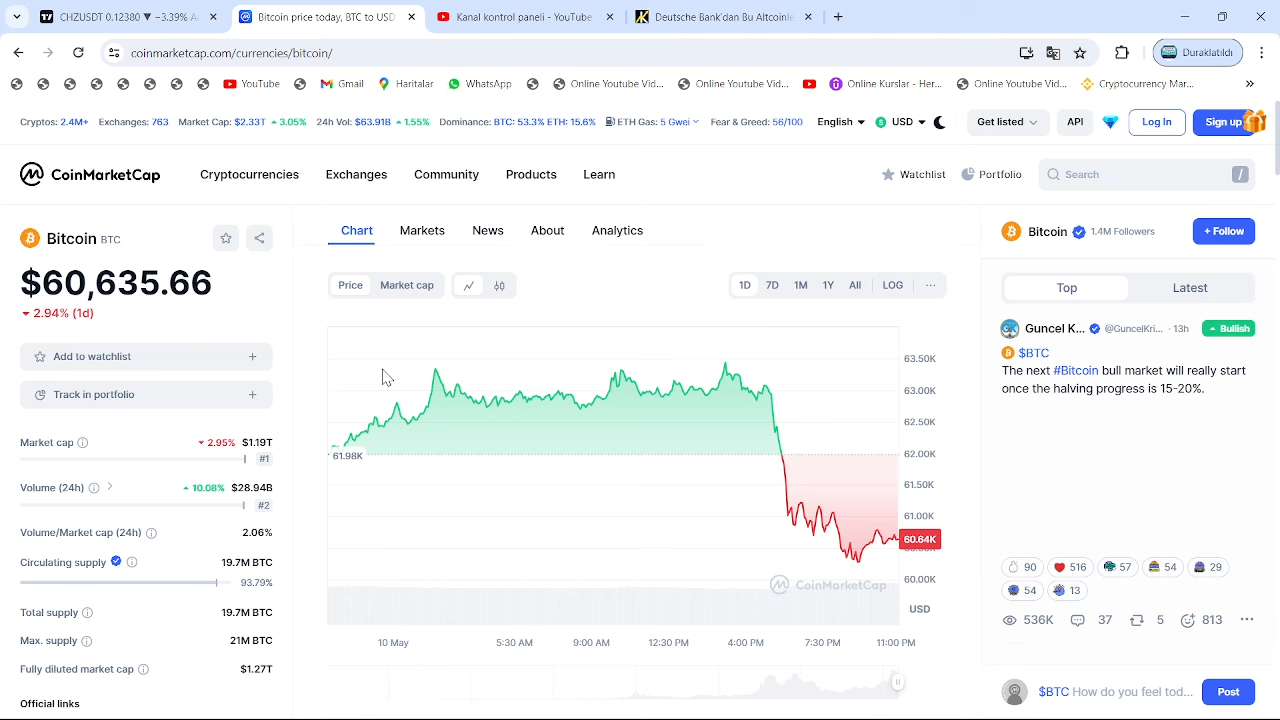 CHZUSDT 0.12380 ▼ −3.39% A
Bitcoin price today, BTC to USD
Kanal kontrol paneli - YouTube
Deutsche Bank'dan Bu Altcoinle
coinmarketcap.com/currencies/bitcoin/
Duraklatıldı
YouTube
Gmail
Haritalar
WhatsApp
Online Youtube Vid...
Online Youtube Vid...
Online Kurslar - Her...
Online Youtube Vid...
Cryptocurrency Mar...
Cryptos: 2.4M+ Exchanges: 763 Market Cap: $2.33T 3.05% 24h Vol: $63.91B 1.55% Dominance: BTC: 53.3% ETH: 15.6% ETH Gas: 5 Gwei Fear & Greed: 56/100
English USD Get listed API Log In Sign up
CoinMarketCap
Cryptocurrencies Exchanges Community Products Learn
Watchlist Portfolio Search /
Bitcoin BTC
$60,635.66
2.94% (1d)
Add to watchlist +
Track in portfolio +
Market cap 2.95% $1.19T
#1
Volume (24h) 10.08% $28.94B
#2
Volume/Market cap (24h) 2.06%
Circulating supply 19.7M BTC
93.79%
Total supply 19.7M BTC
Max. supply 21M BTC
Fully diluted market cap $1.27T
Official links
Chart Markets News About Analytics
Price Market cap
1D 7D 1M 1Y All LOG ...
63.50K
63.00K
62.50K
62.00K
61.98K
61.50K
61.00K
60.64K
60.00K
CoinMarketCap
USD
10 May 5:30 AM 9:00 AM 12:30 PM 4:00 PM 7:30 PM 11:00 PM
Bitcoin 1.4M Followers + Follow
Top Latest
Guncel K... @GuncelKri... · 13h Bullish
$BTC
The next #Bitcoin bull market will really start
once the halving progress is 15-20%.
90 516 57 54 29
54 13
536K 37 5 813 ...
$BTC How do you feel tod... Post